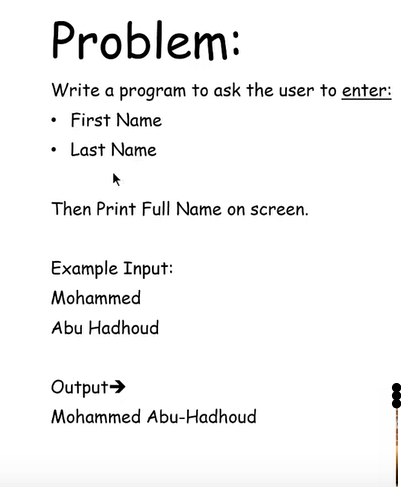 Problem:
Write a program to ask the user to enter:
• First Name
• Last Name
Then Print Full Name on screen.
Example Input:
Mohammed
Abu Hadhoud
Output➔
Mohammed Abu-Hadhoud